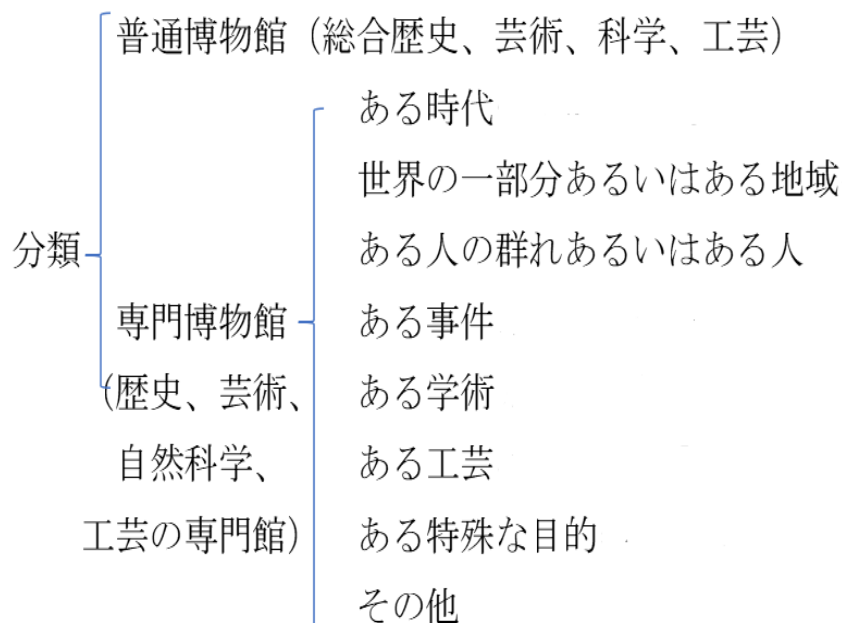 普通博物館（総合歴史、芸術、科学、工芸）
ある時代
世界の一部分あるいはある地域
分類
ある人の群れあるいはある人
専門博物館
ある事件
（歴史、芸術、
ある学術
自然科学、
ある工芸
工芸の専門館）
ある特殊な目的
その他